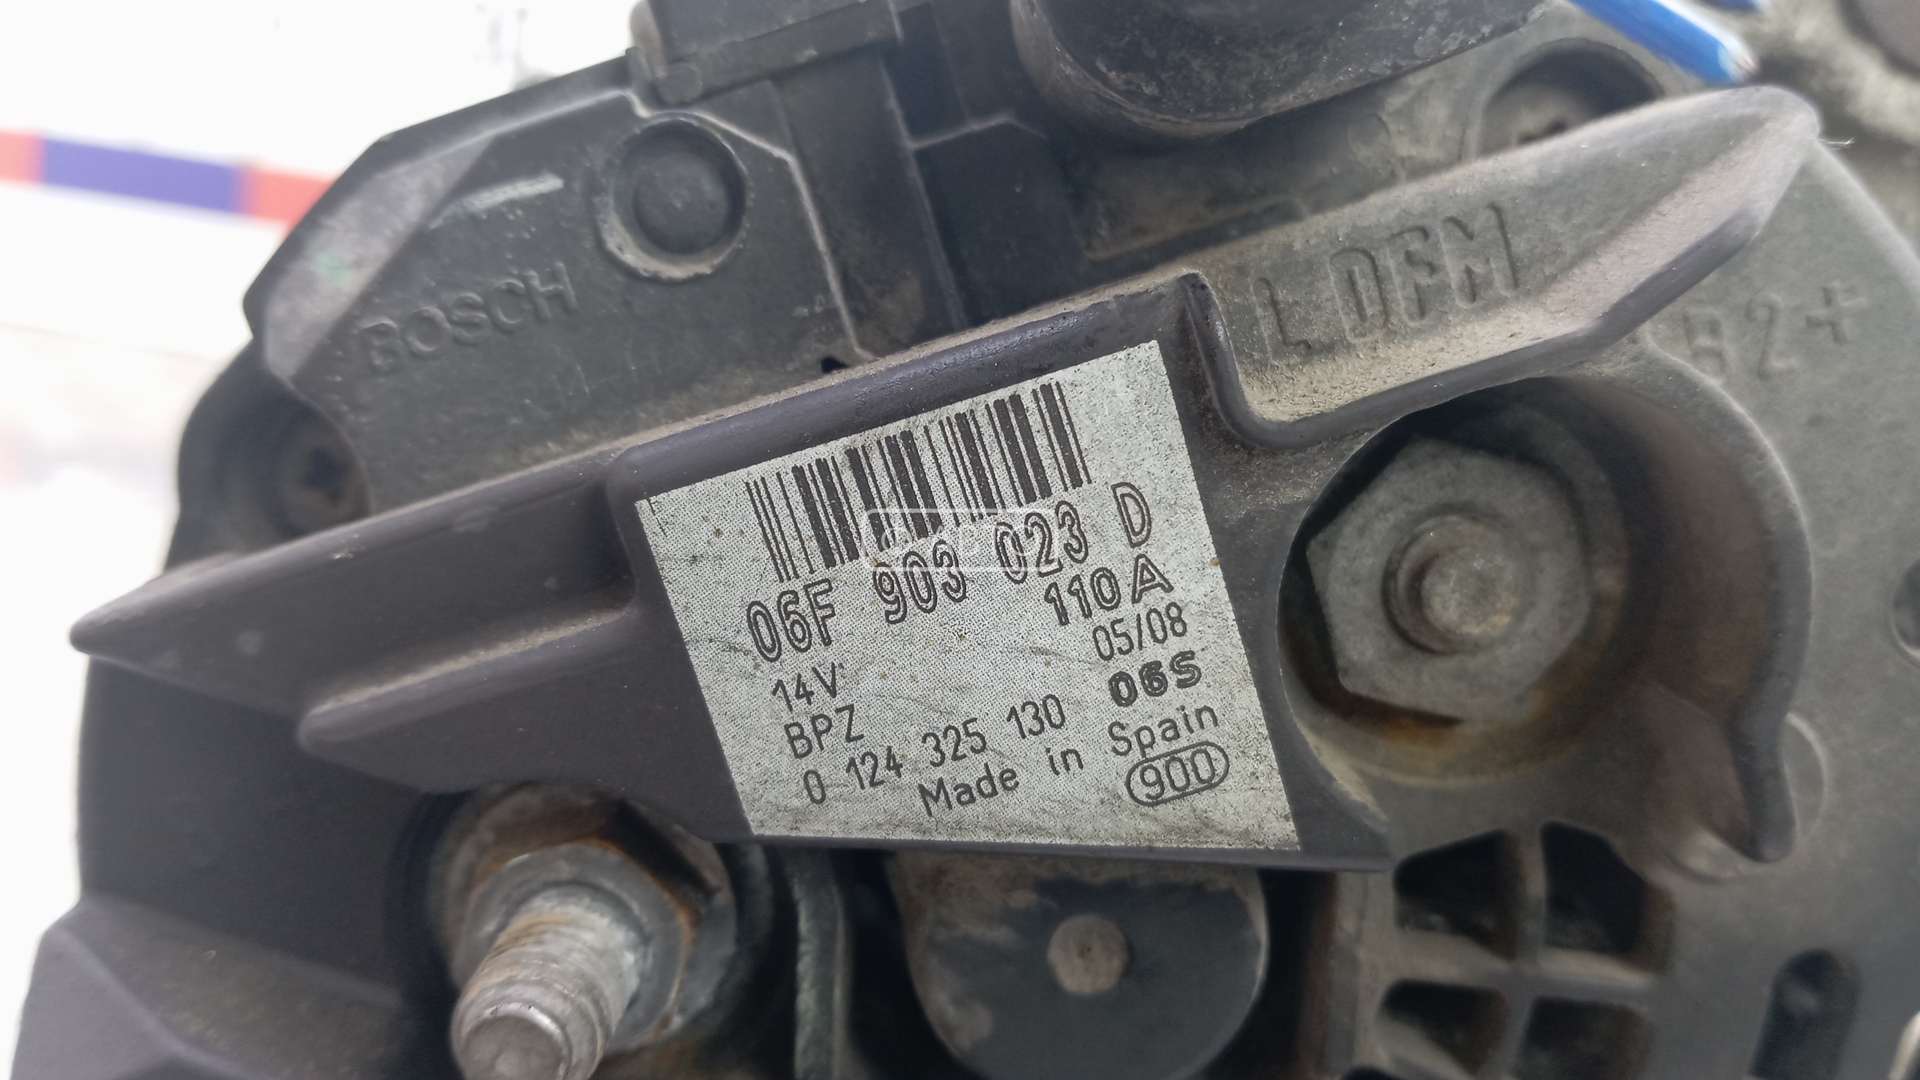 BOSCH
L DFM
B2+
06F 903 023 D
110A
14V
05/08
BPZ
06S
0 124 325 130
Made in Spain
900